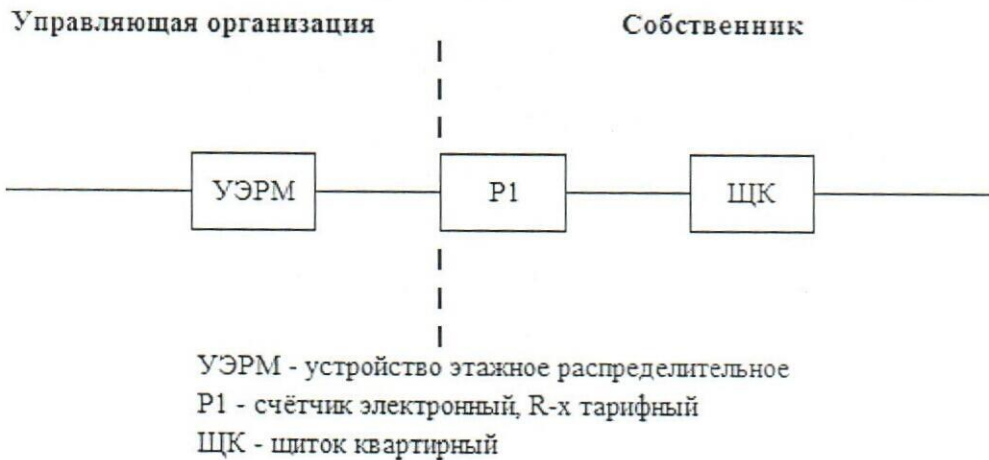 Управляющая организация Собственник
УЭРМ Р1 ЩК
УЭРМ - устройство этажное распределительное
Р1 - счётчик электронный, R-х тарифный
ЩК - щиток квартирный